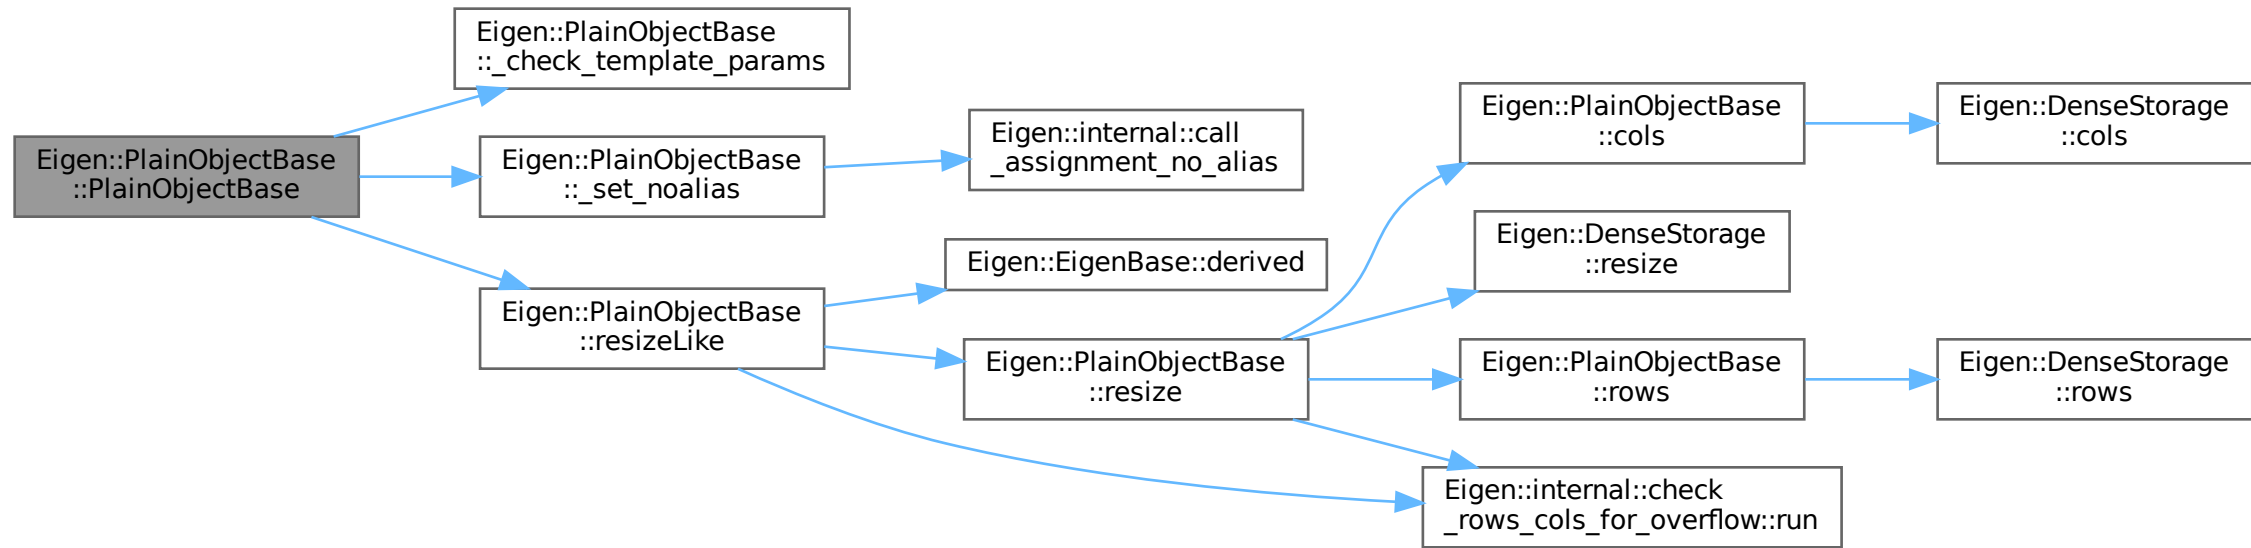 Eigen::PlainObjectBase
::PlainObjectBase
Eigen::PlainObjectBase
::_check_template_params
Eigen::PlainObjectBase
::_set_noalias
Eigen::internal::call
_assignment_no_alias
Eigen::PlainObjectBase
::resizeLike
Eigen::EigenBase::derived
Eigen::PlainObjectBase
::resize
Eigen::PlainObjectBase
::cols
Eigen::DenseStorage
::cols
Eigen::DenseStorage
::resize
Eigen::PlainObjectBase
::rows
Eigen::DenseStorage
::rows
Eigen::internal::check
_rows_cols_for_overflow::run